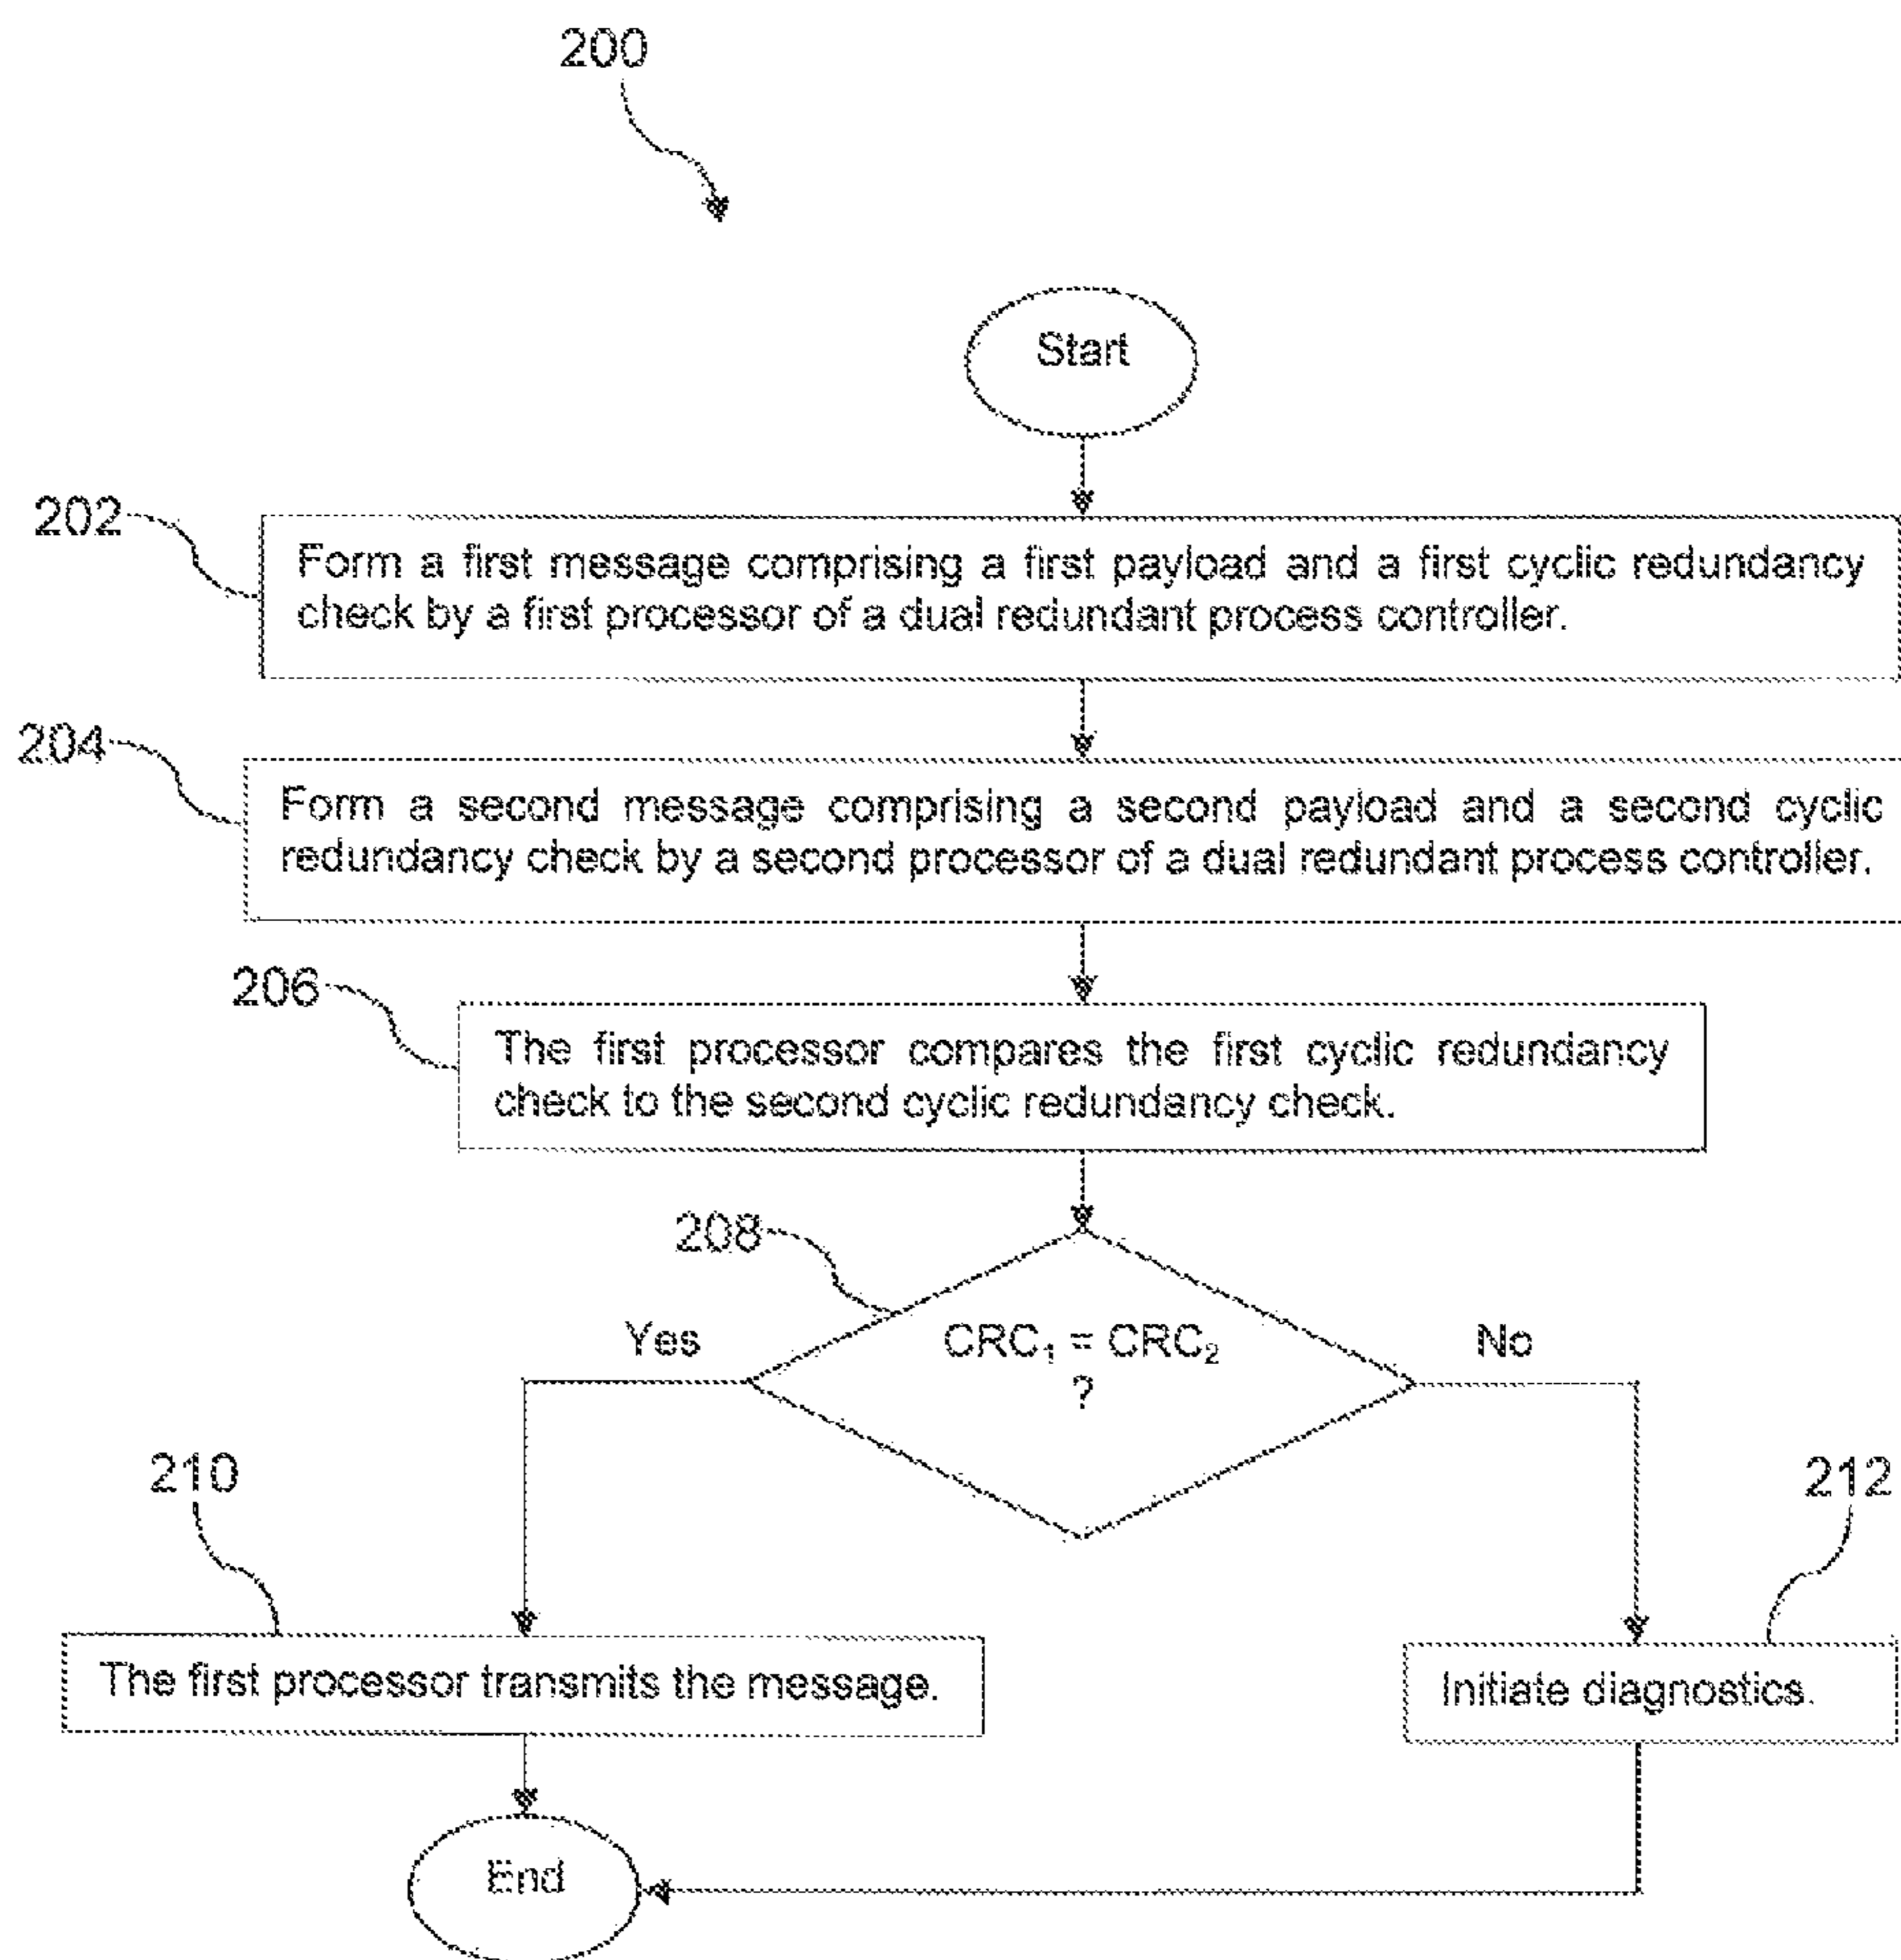 200
Start
202
Form a first message comprising a first payload and a first cyclic redundancy
check by a first processor of a dual redundant process controller.
204
Form a second message comprising a second payload and a second cyclic
redundancy check by a second processor of a dual redundant process controller.
206
The first processor compares the first cyclic redundancy
check to the second cyclic redundancy check.
208
Yes
CRC₁ = CRC₂
?
No
210
212
The first processor transmits the message.
Initiate diagnostics.
End